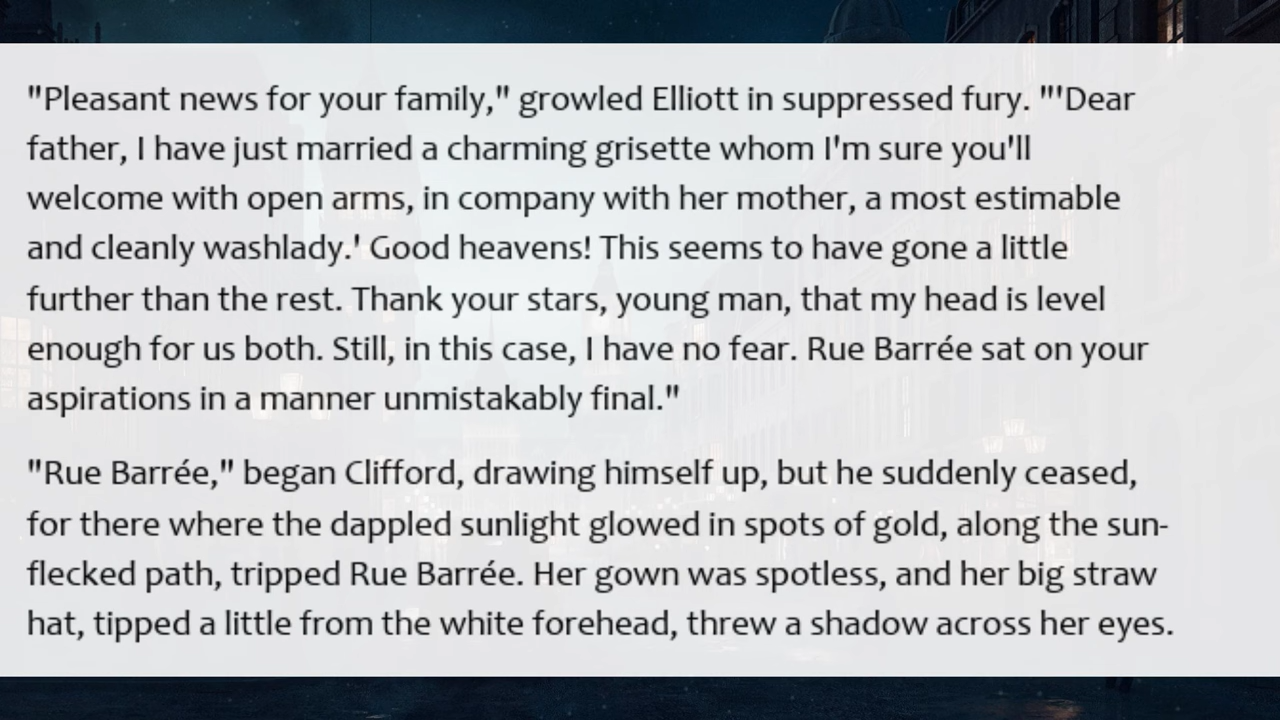 "Pleasant news for your family," growled Elliott in suppressed fury. "'Dear
father, I have just married a charming grisette whom I'm sure you'll
welcome with open arms, in company with her mother, a most estimable
and cleanly washlady.' Good heavens! This seems to have gone a little
further than the rest. Thank your stars, young man, that my head is level
enough for us both. Still, in this case, I have no fear. Rue Barrée sat on your
aspirations in a manner unmistakably final."
"Rue Barrée," began Clifford, drawing himself up, but he suddenly ceased,
for there where the dappled sunlight glowed in spots of gold, along the sun-
flecked path, tripped Rue Barrée. Her gown was spotless, and her big straw
hat, tipped a little from the white forehead, threw a shadow across her eyes.